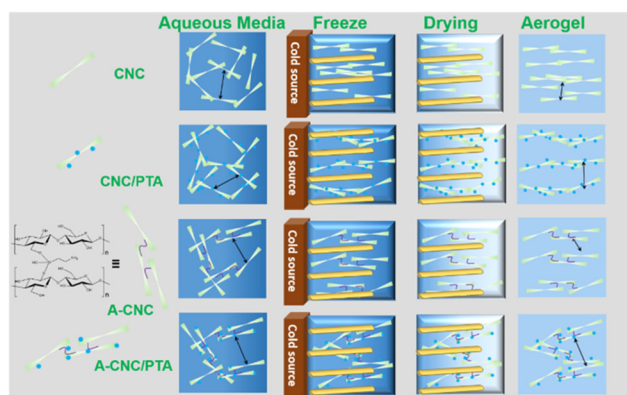 Aqueous Media Freeze Drying Aerogel
CNC
Cold source
CNC/PTA
Cold source
A-CNC
Cold source
A-CNC/PTA
Cold source